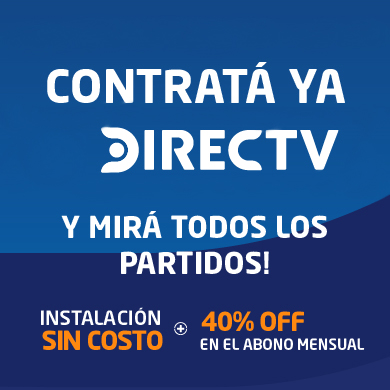 CONTRATÁ YA
DIRECTV
Y MIRÁ TODOS LOS
PARTIDOS!
INSTALACIÓN
SIN COSTO
+
40% OFF
EN EL ABONO MENSUAL